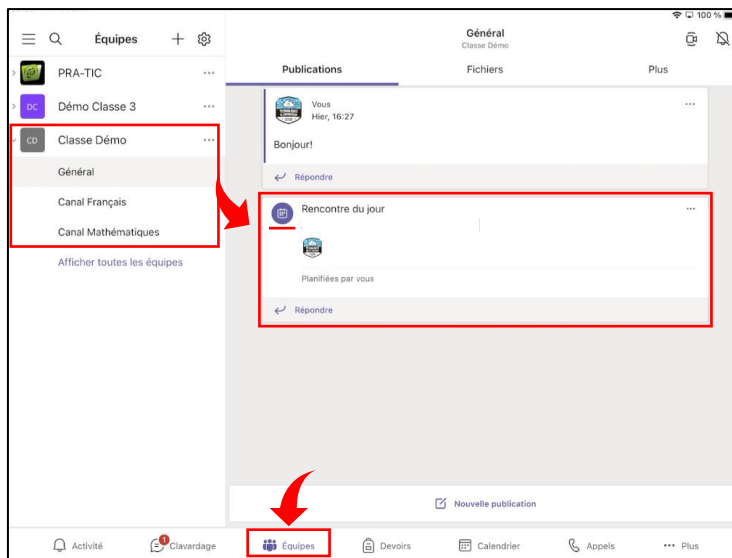 100 %
Équipes
PRA-TIC
DC Démo Classe 3
CD Classe Démo
Général
Canal Français
Canal Mathématiques
Afficher toutes les équipes
Général
Classe Démo
Publications Fichiers Plus
Vous
Hier, 16:27
Bonjour!
Répondre
Rencontre du jour
Planifiées par vous
Répondre
Nouvelle publication
Activité 1 Clavardage Équipes Devoirs Calendrier Appels Plus